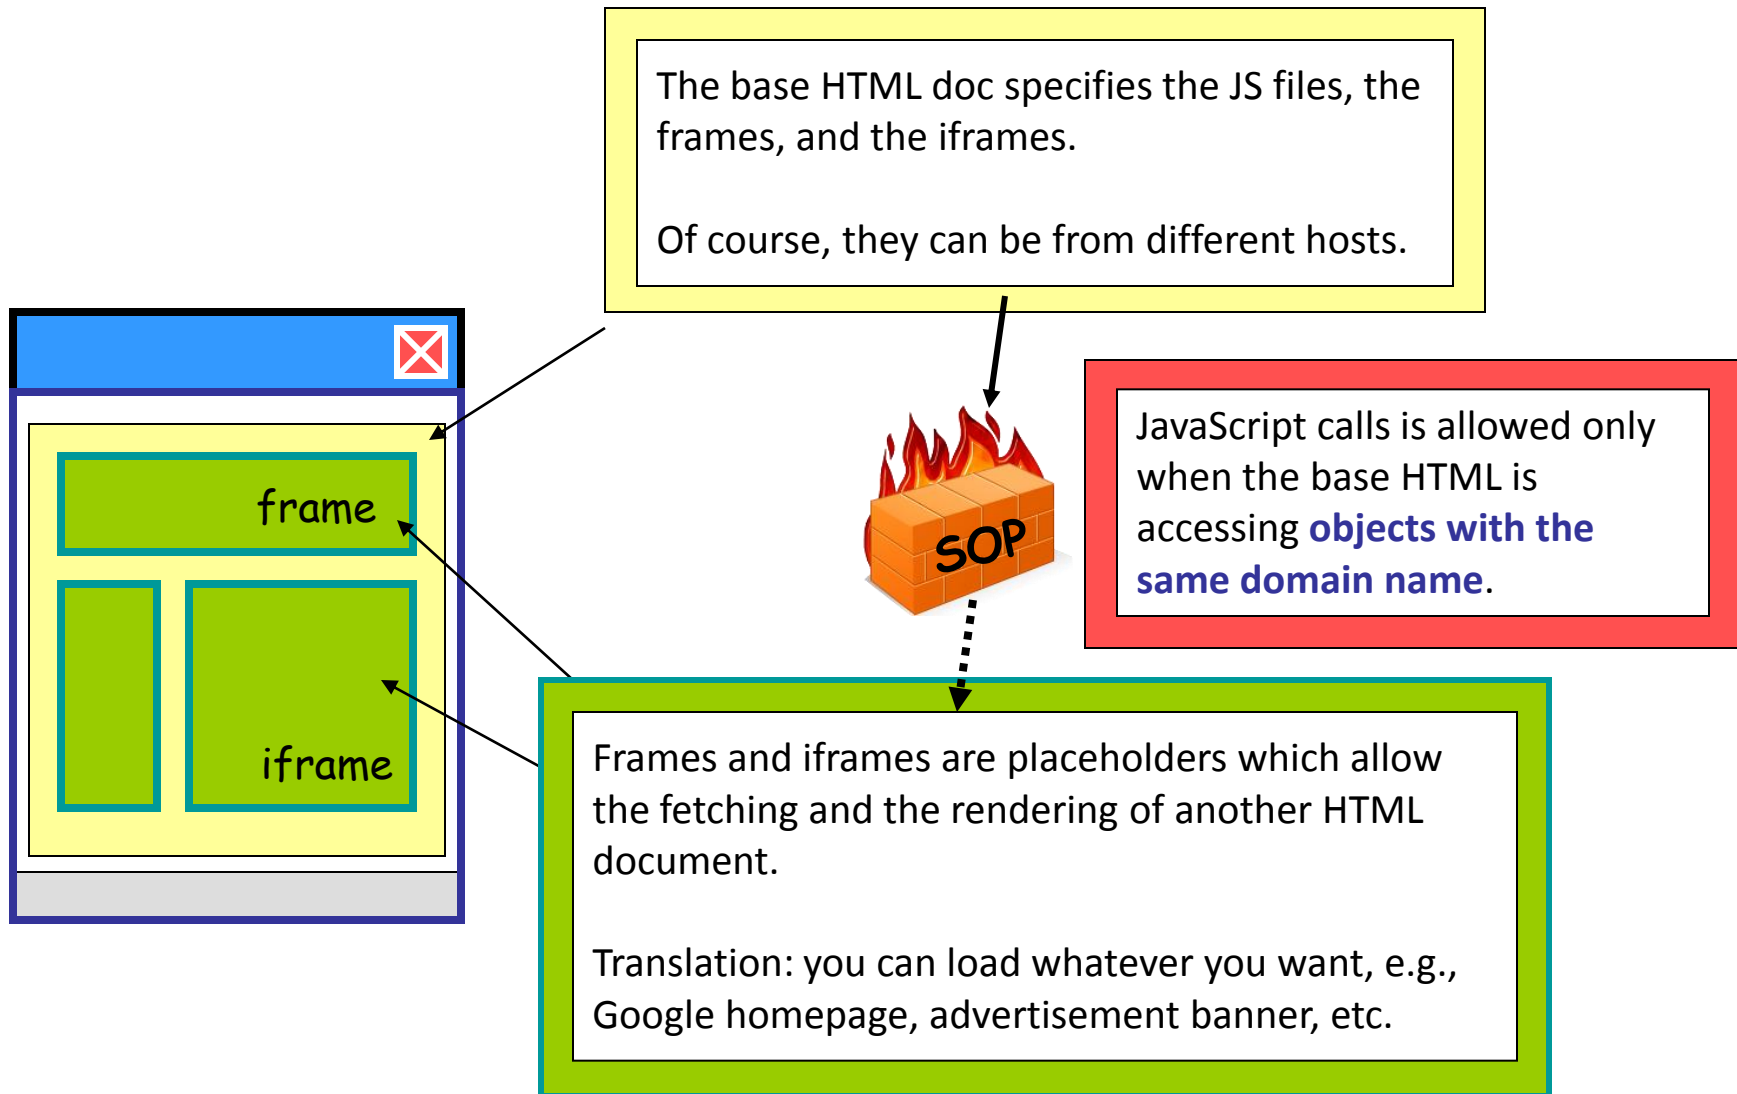 The base HTML doc specifies the JS files, the
frames, and the iframes.
Of course, they can be from different hosts.
JavaScript calls is allowed only
when the base HTML is
accessing objects with the
same domain name.
frame
SOP
iframe
Frames and iframes are placeholders which allow
the fetching and the rendering of another HTML
document.
Translation: you can load whatever you want, e.g.,
Google homepage, advertisement banner, etc.